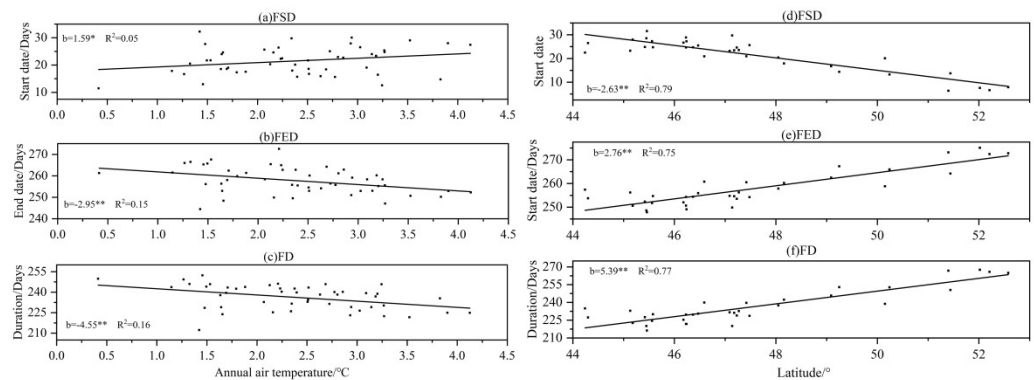 (a)FSD
b=1.59* R²=0.05
Start date/Days
30
20
10
0.0 0.5 1.0 1.5 2.0 2.5 3.0 3.5 4.0 4.5
(b)FED
End date/Days
270
260
250
240
b=-2.95** R²=0.15
0.0 0.5 1.0 1.5 2.0 2.5 3.0 3.5 4.0 4.5
(c)FD
Duration/Days
255
240
225
210
b=-4.55** R²=0.16
0.0 0.5 1.0 1.5 2.0 2.5 3.0 3.5 4.0 4.5
Annual air temperature/°C
(d)FSD
Start date
40
30
20
10
b=-2.63** R²=0.79
44 46 48 50 52
(e)FED
b=2.76** R²=0.75
Start date/Days
280
270
260
250
240
44 46 48 50 52
(f)FD
b=5.39** R²=0.77
Duration/Days
270
260
250
240
230
220
210
44 46 48 50 52
Latitude/°